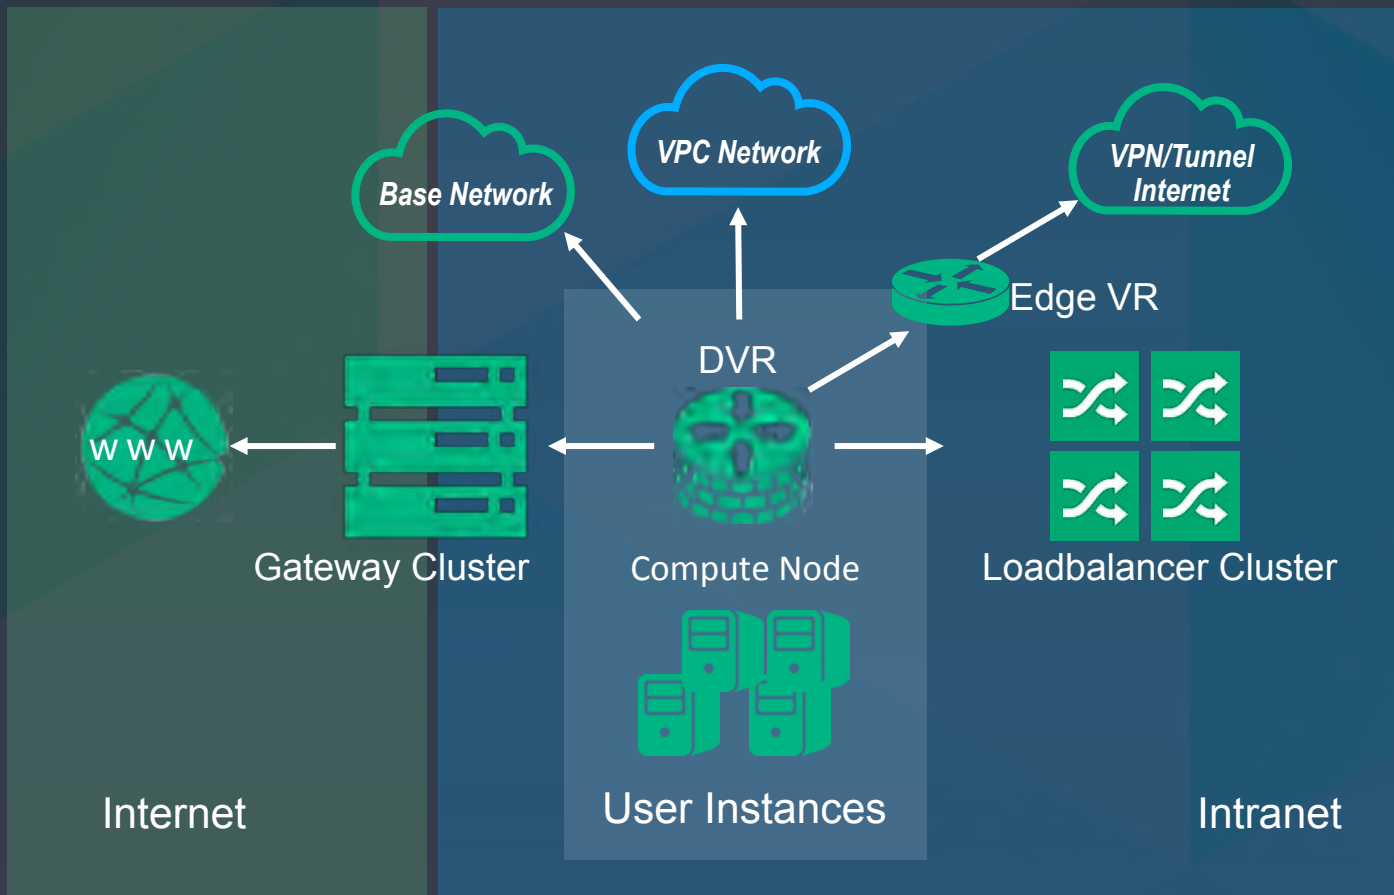 VPC Network
VPN/Tunnel
Internet
Base Network
Edge VR
DVR
W W W
Gateway Cluster
Compute Node
Loadbalancer Cluster
Internet
User Instances
Intranet